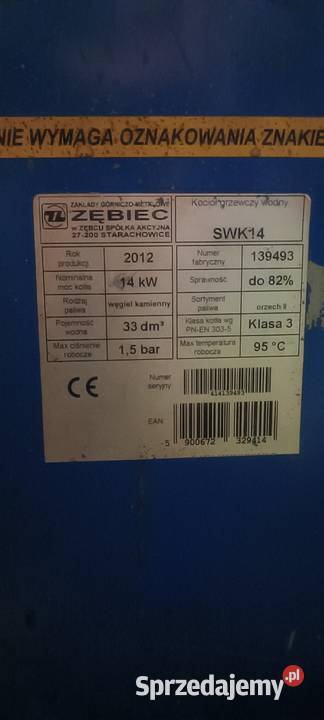 NIE WYMAGA OZNAKOWANIA ZNAKIE
ZAKŁADY GÓRNICZO-METALOWE
ZĘBIEC
w ZĘBCU SPÓŁKA AKCYJNA
27-200 STARACHOWICE
Kocioł grzewczy wodny
SWK14
Rok produkcji 2012
Numer fabryczny 139493
Nominalna moc kotła 14 kW
Sprawność do 82%
Rodzaj paliwa węgiel kamienny
Sortyment paliwa orzech II
Pojemność wodna 33 dm³
Klasa kotła wg PN-EN 303-5 Klasa 3
Max ciśnienie robocze 1,5 bar
Max temperatura robocza 95 °C
CE
Numer seryjny
414139493
EAN
5 900672 329414
Sprzedajemy.pl